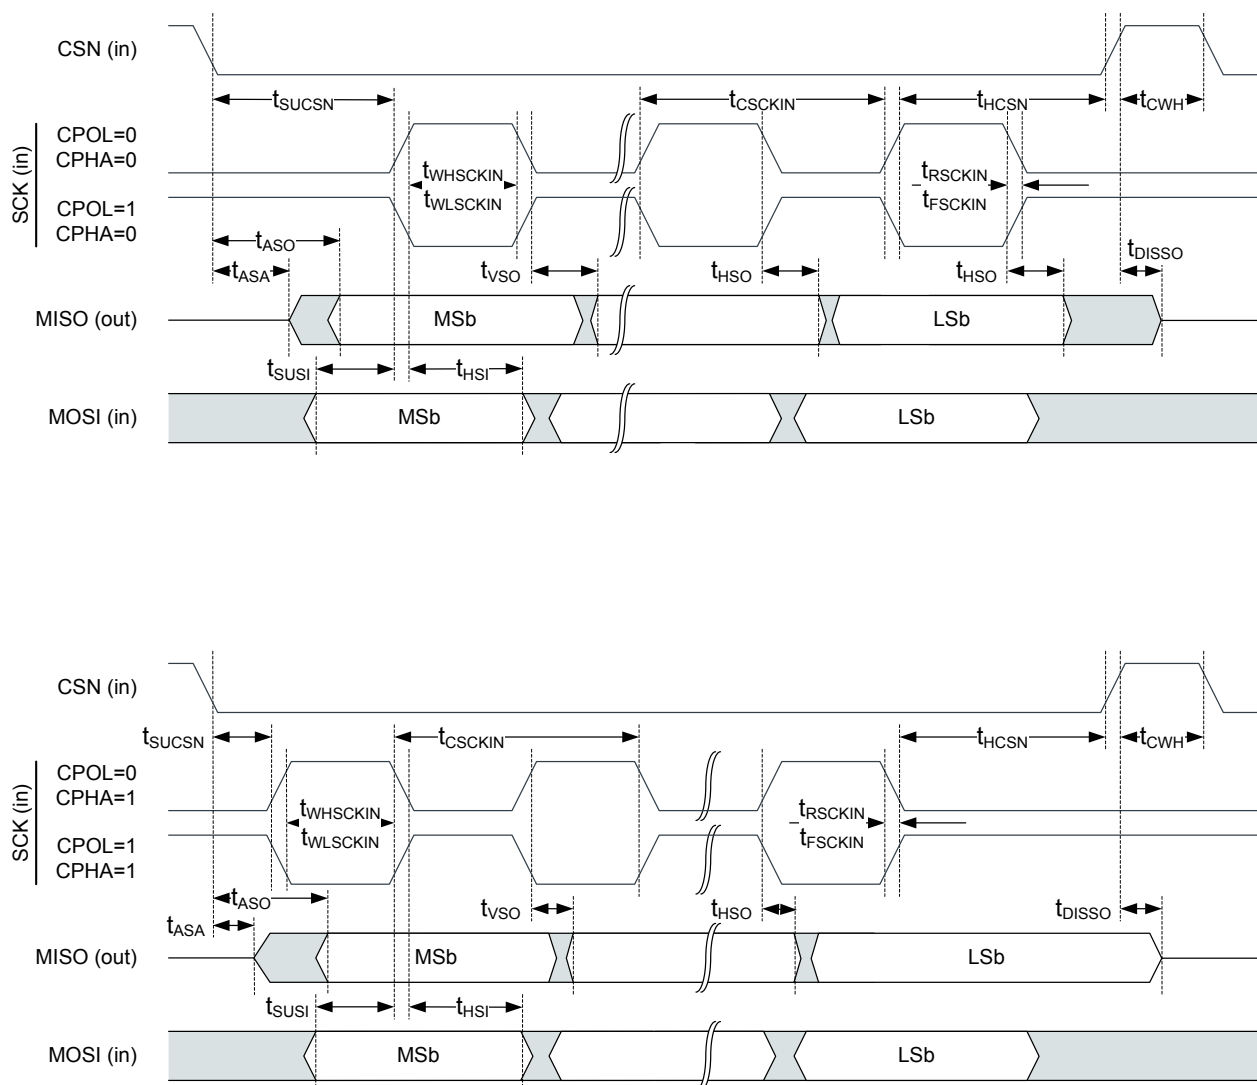 CSN (in)
tSUCSN
tCSCKIN
tHCSN
tCWH
SCK (in)
CPOL=0
CPHA=0
tWHSCKIN
tWLSCKIN
tRSCKIN
tFSCKIN
CPOL=1
CPHA=0
tASO
tASA
tVSO
tHSO
tHSO
tDISSO
MISO (out)
MSb
LSb
tSUSI
tHSI
MOSI (in)
MSb
LSb
CSN (in)
tSUCSN
tCSCKIN
tHCSN
tCWH
SCK (in)
CPOL=0
CPHA=1
tWHSCKIN
tWLSCKIN
tRSCKIN
tFSCKIN
CPOL=1
CPHA=1
tASO
tASA
tVSO
tHSO
tDISSO
MISO (out)
MSb
LSb
tSUSI
tHSI
MOSI (in)
MSb
LSb